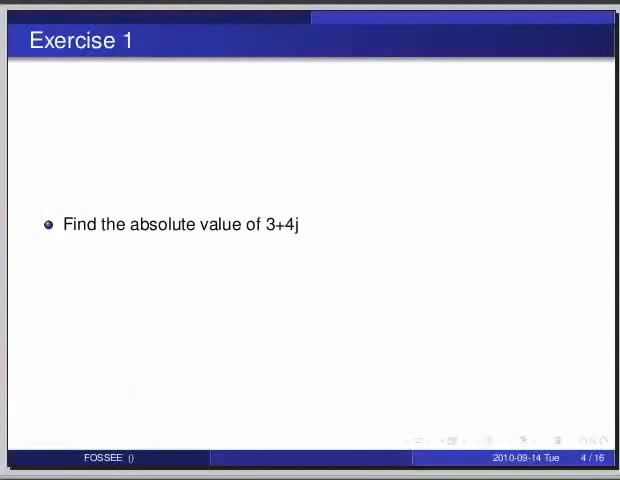 Exercise 1
Find the absolute value of 3+4j
FOSSEE ()
2010-09-14 Tue
4 / 16